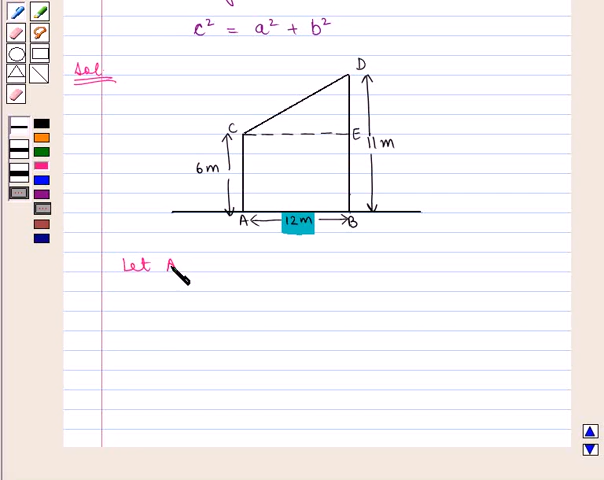 c² = a² + b²
Sol.
D
C
E
11 m
6 m
A
12 m
B
Let A